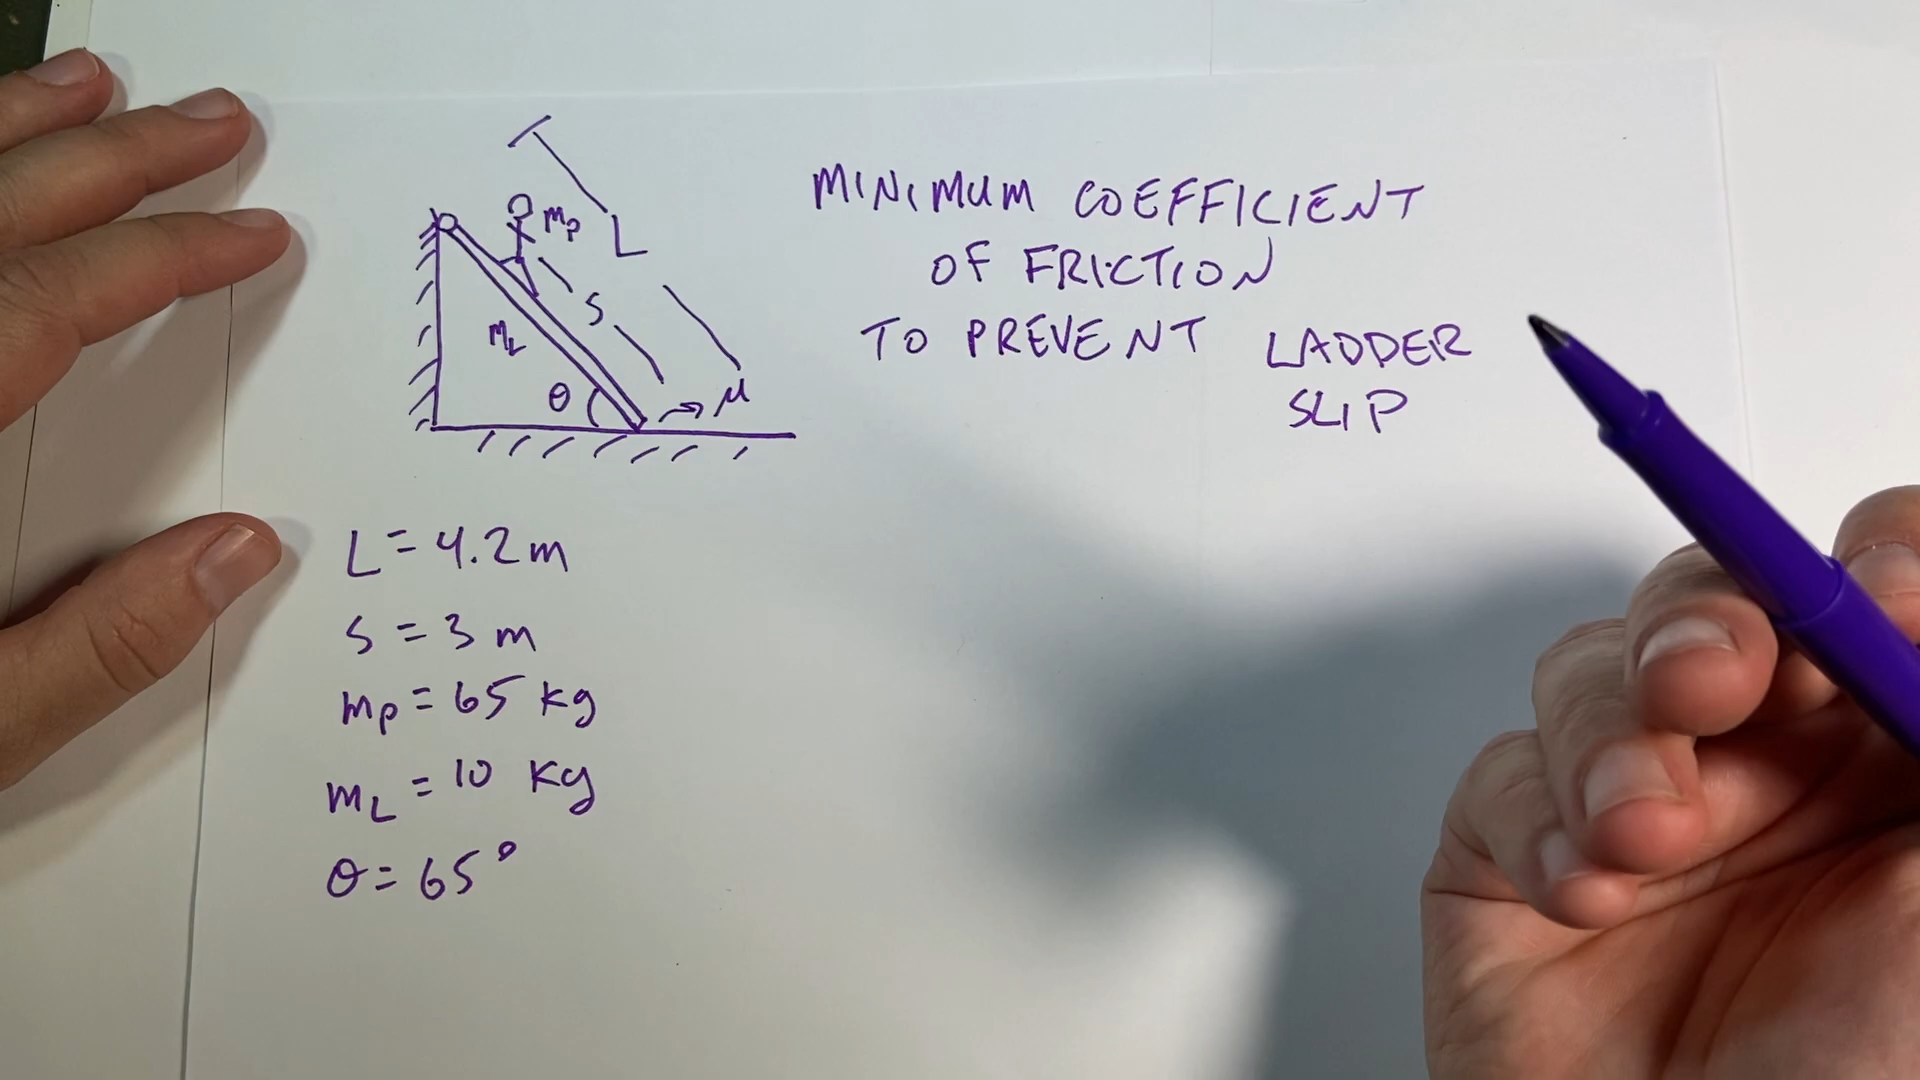 L
mp
S
mL
θ
μ
MINIMUM COEFFICIENT
OF FRICTION
TO PREVENT LADDER
SLIP
L = 4.2 m
S = 3 m
mp = 65 kg
mL = 10 kg
θ = 65°